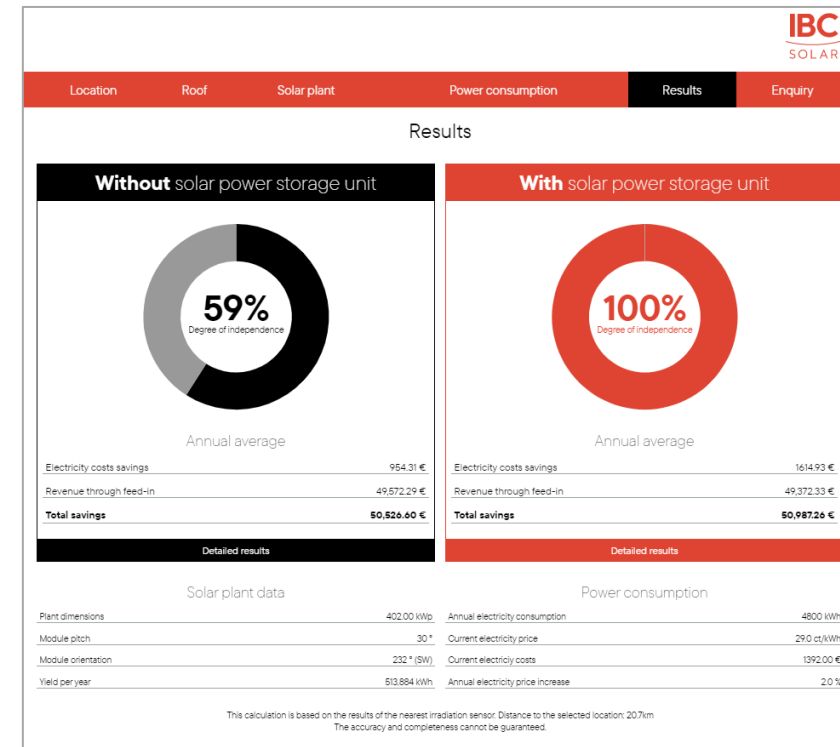 IBC
SOLAR
Location Roof Solar plant Power consumption Results Enquiry
Results
Without solar power storage unit
59%
Degree of independence
Annual average
Electricity costs savings 954.31 €
Revenue through feed-in 49,572.29 €
Total savings 50,526.60 €
Detailed results
With solar power storage unit
100%
Degree of independence
Annual average
Electricity costs savings 1614.93 €
Revenue through feed-in 49,372.33 €
Total savings 50,987.26 €
Detailed results
Solar plant data
Plant dimensions 402.00 kWp
Module pitch 30 °
Module orientation 232 ° (SW)
Yield per year 513,884 kWh
Power consumption
Annual electricity consumption 4800 kWh
Current electricity price 29.0 ct/kWh
Current electriciy costs 1392.00 €
Annual electricity price increase 2.0 %
This calculation is based on the results of the nearest irradiation sensor. Distance to the selected location: 20.7km
The accuracy and completeness cannot be guaranteed.